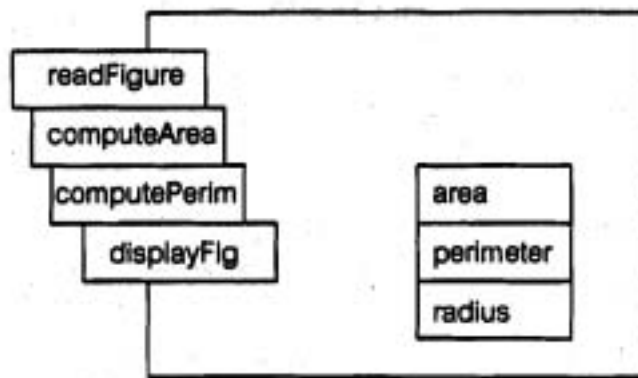 readFigure
computeArea
computePerim
displayFig
area
perimeter
radius